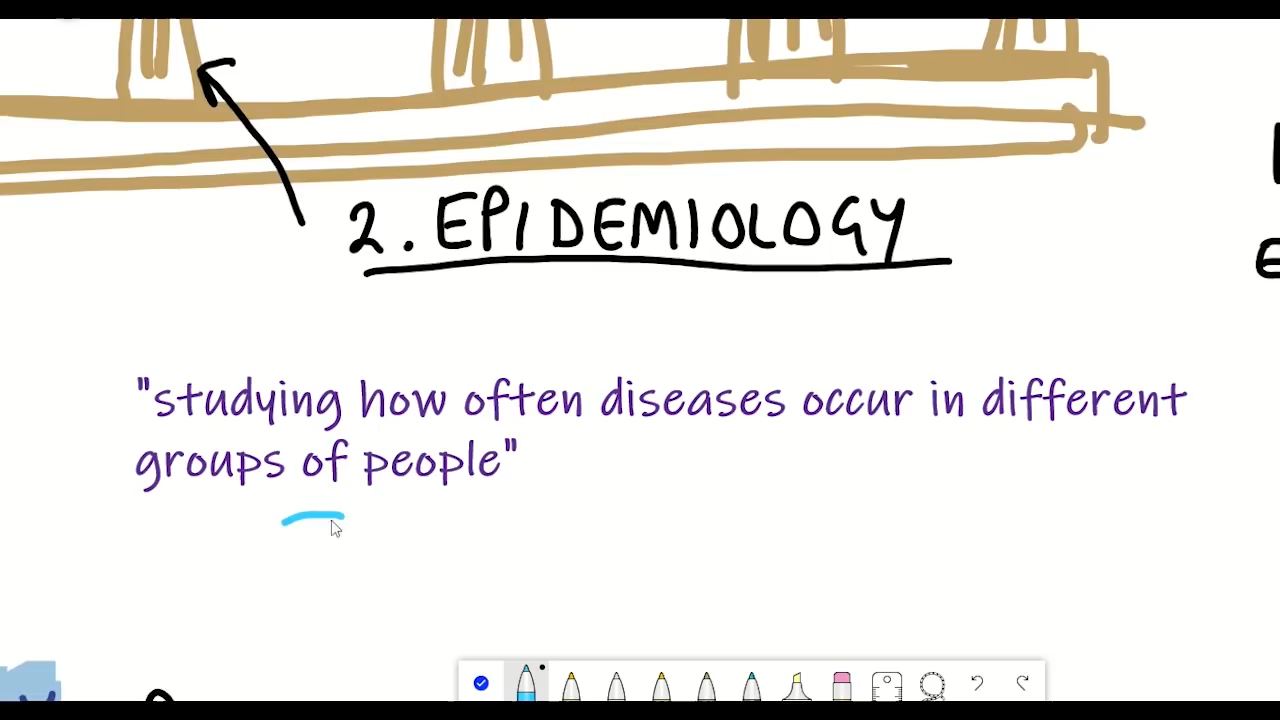 2. EPIDEMIOLOGY
"studying how often diseases occur in different
groups of people"